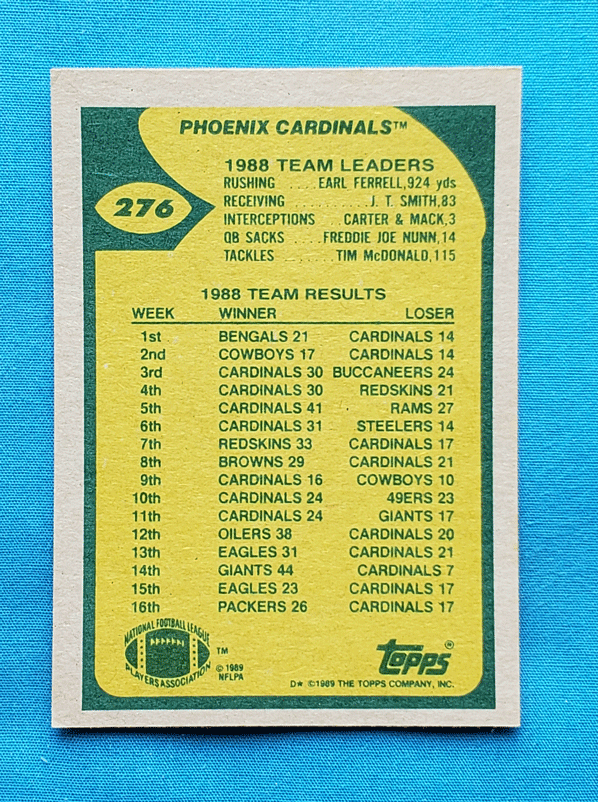 PHOENIX CARDINALS™
1988 TEAM LEADERS
276
RUSHING ....EARL FERRELL,924 yds
RECEIVING ..........J. T. SMITH,83
INTERCEPTIONS ....CARTER & MACK,3
QB SACKS ....FREDDIE JOE NUNN,14
TACKLES .......TIM McDONALD,115
1988 TEAM RESULTS
WEEK WINNER LOSER
1st BENGALS 21 CARDINALS 14
2nd COWBOYS 17 CARDINALS 14
3rd CARDINALS 30 BUCCANEERS 24
4th CARDINALS 30 REDSKINS 21
5th CARDINALS 41 RAMS 27
6th CARDINALS 31 STEELERS 14
7th REDSKINS 33 CARDINALS 17
8th BROWNS 29 CARDINALS 21
9th CARDINALS 16 COWBOYS 10
10th CARDINALS 24 49ERS 23
11th CARDINALS 24 GIANTS 17
12th OILERS 38 CARDINALS 20
13th EAGLES 31 CARDINALS 21
14th GIANTS 44 CARDINALS 7
15th EAGLES 23 CARDINALS 17
16th PACKERS 26 CARDINALS 17
NATIONAL FOOTBALL LEAGUE
PLAYERS ASSOCIATION
™
© 1989
NFLPA
topps®
D★ ©1989 THE TOPPS COMPANY, INC.